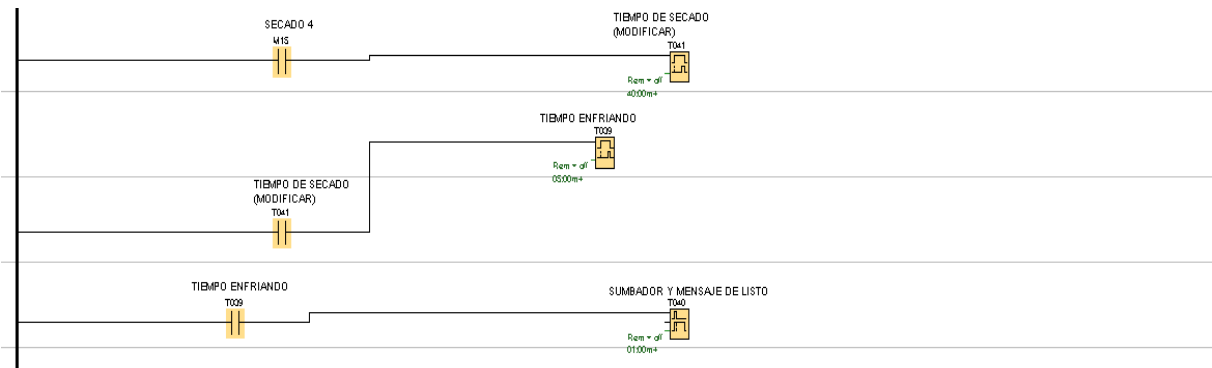 SECADO 4
M15
TIEMPO DE SECADO
(MODIFICAR)
T041
Rem = off
40:00m+
TIEMPO ENFRIANDO
T039
Rem = off
05:00m+
TIEMPO DE SECADO
(MODIFICAR)
T041
TIEMPO ENFRIANDO
T039
SUMBADOR Y MENSAJE DE LISTO
T040
Rem = off
01:00m+